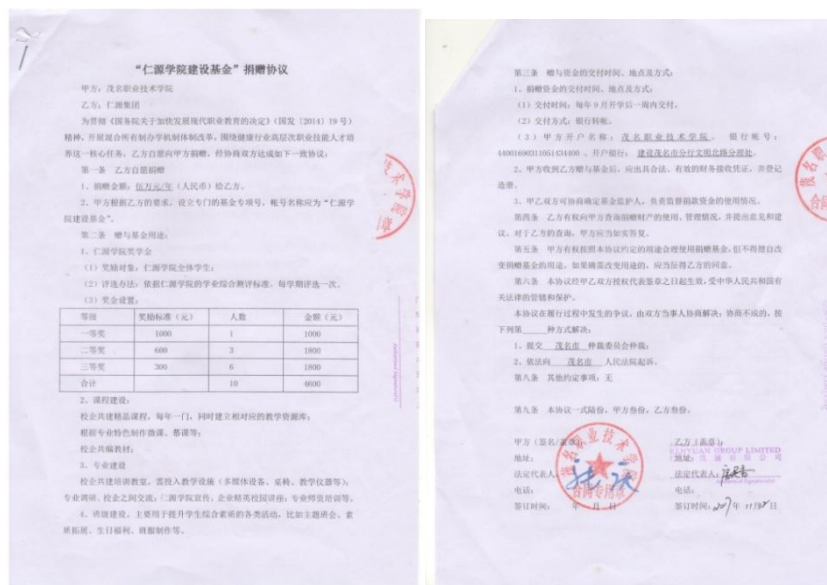 “仁源学院建设基金”捐赠协议
甲方：茂名职业技术学院
乙方：仁源集团
为贯彻《国务院关于加快发展现代职业教育的决定》（国发〔2014〕19号）
精神，开展混合所有制办学机制体制改革，围绕健康行业高层次职业技能人才培
养这一核心任务，乙方自愿向甲方捐赠，经协商双方达成如下一致协议：
第一条 乙方自愿捐赠
1、捐赠金额：伍万元/年（人民币）给乙方。
2、甲方根据乙方的要求，设立专门的基金专项号，帐号名称应为“仁源学
院建设基金”。
第二条 赠与基金用途：
1、仁源学院奖学金
（1）奖励对象：仁源学院全体学生；
（2）评选办法：依据仁源学院的学业综合测评标准，每学期评选一次。
（3）奖金设置：
等级 奖励标准（元） 人数 金额（元）
一等奖 1000 1 1000
二等奖 600 3 1800
三等奖 300 6 1800
合计 10 4600
2、课程建设：
校企共建精品课程，每年一门，同时建立相对应的教学资源库；
根据专业特色制作微课、慕课等；
校企共编教材；
3、专业建设
校企共建培训教室，需投入教学设施（多媒体设备、桌椅、教学仪器等）；
专业调研、校企之间交流；仁源学院宣传；企业精英校园讲座；专业师资培训等。
4、班级建设，主要用于提升学生综合素质的各类活动，比如主题班会、素
质拓展、生日福利、班报制作等。
第三条 赠与资金的交付时间、地点及方式：
1、捐赠资金的交付时间、地点及方式：
（1）交付时间：每年9月开学后一周内交付。
（2）交付方式：银行转帐。
（3）甲方开户名称：茂名职业技术学院。 银行帐号：
44001690311051434400 。开户银行： 建设茂名市分行文明北路分理处。
2、甲方收到乙方赠与基金后，应出具合法、有效的财务接收凭证，并登记
造册。
3、甲乙双方可协商确定基金监护人，负责监督捐款资金的使用情况。
第四条 乙方有权向甲方查询捐赠财产的使用、管理情况，并提出意见和建
议。对于乙方的查询，甲方应当如实答复。
第五条 甲方有权按照本协议约定的用途合理使用捐赠基金，但不得擅自改
变捐赠基金的用途。如果确需改变用途的，应当征得乙方的同意。
第六条 本协议经甲乙双方授权代表签章之日起生效，受中华人民共和国有
关法律的管辖和保护。
本协议在履行过程中发生的争议，由双方当事人协商解决；协商不成的，按
下列第 种方式解决：
1、提交 茂名市 仲裁委员会仲裁；
2、依法向 茂名市 人民法院起诉。
第八条 其他约定事项：无
第九条 本协议一式陆份，甲方叁份，乙方叁份。
甲方（签名/盖章）： 乙方（盖章）：
地址： 地址：
法定代表人： 法定代表人：
电话： 电话：
签订时间： 年 月 日 签订时间：2017年11月2日
茂名职业技术学院
合同专用章
GROUP LIMITED